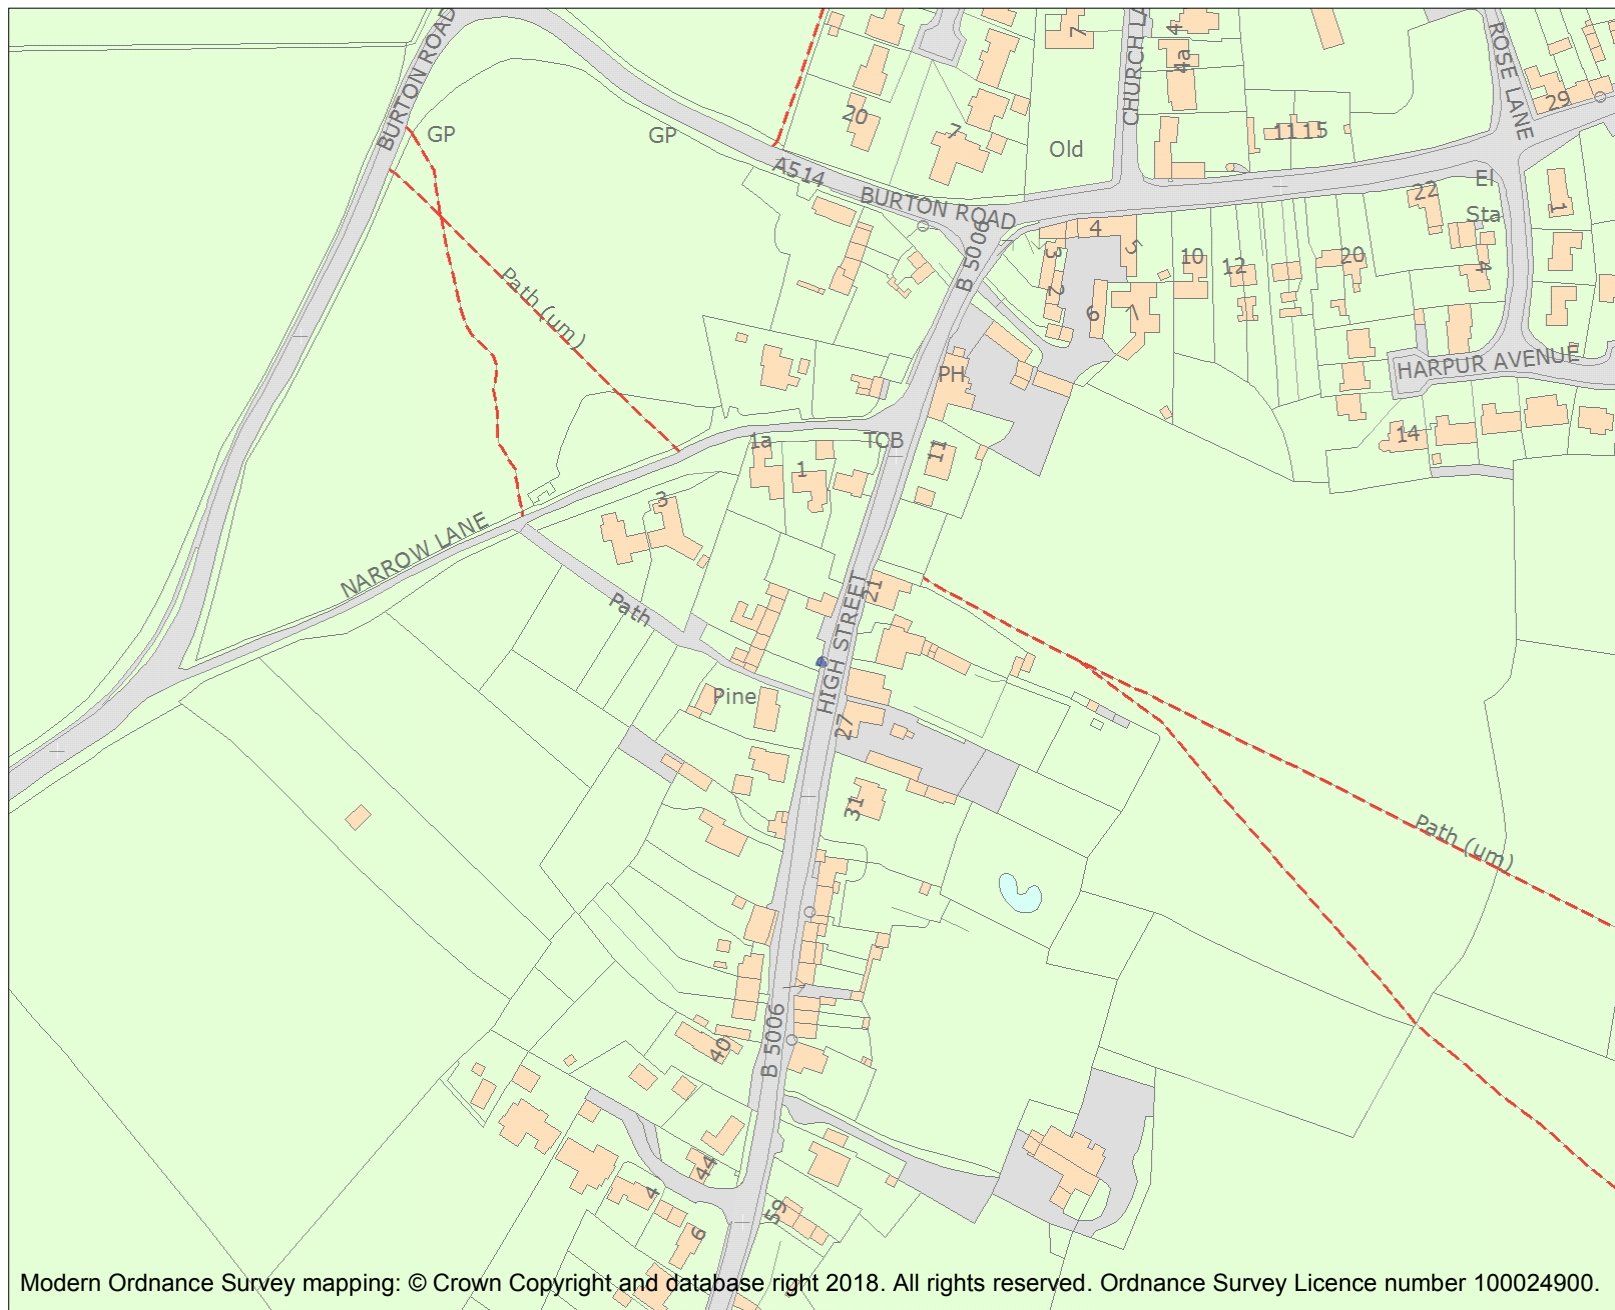 BURTON ROAD
GP
GP
A514
BURTON ROAD
B 5006
20
7
7
Old
CHURCH LA
4
4a
11 15
ROSE LANE
29
22
El
Sta
1
4
4
5
3
2
6
7
10
12
20
HARPUR AVENUE
14
Path (um)
PH
TCB
11
1a
1
3
NARROW LANE
Path
HIGH STREET
21
Pine
27
31
Path (um)
B 5006
40
44
4
6
59
Modern Ordnance Survey mapping: © Crown Copyright and database right 2018. All rights reserved. Ordnance Survey Licence number 100024900.